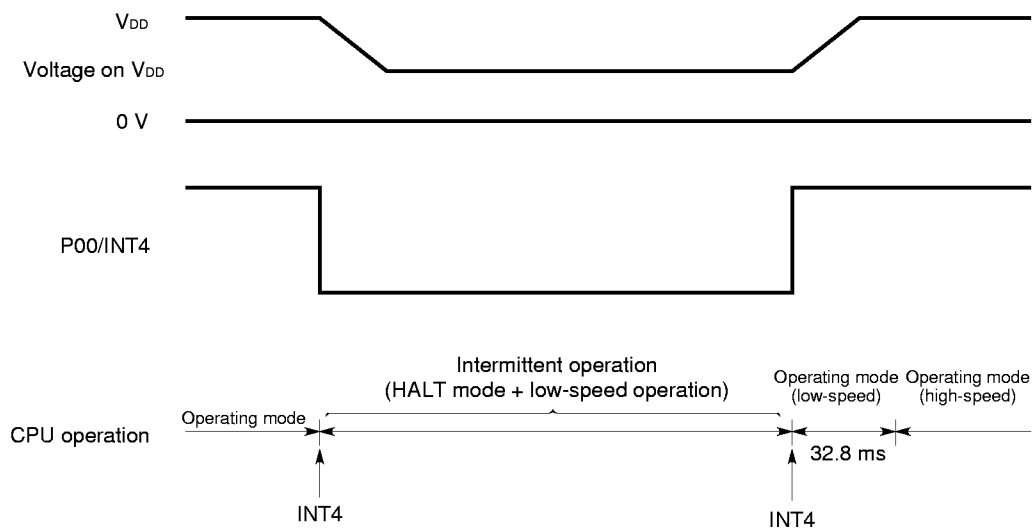 VDD
Voltage on VDD
0 V
P00/INT4
Intermittent operation
(HALT mode + low-speed operation)
Operating mode
(low-speed)
Operating mode
(high-speed)
Operating mode
CPU operation
32.8 ms
INT4
INT4